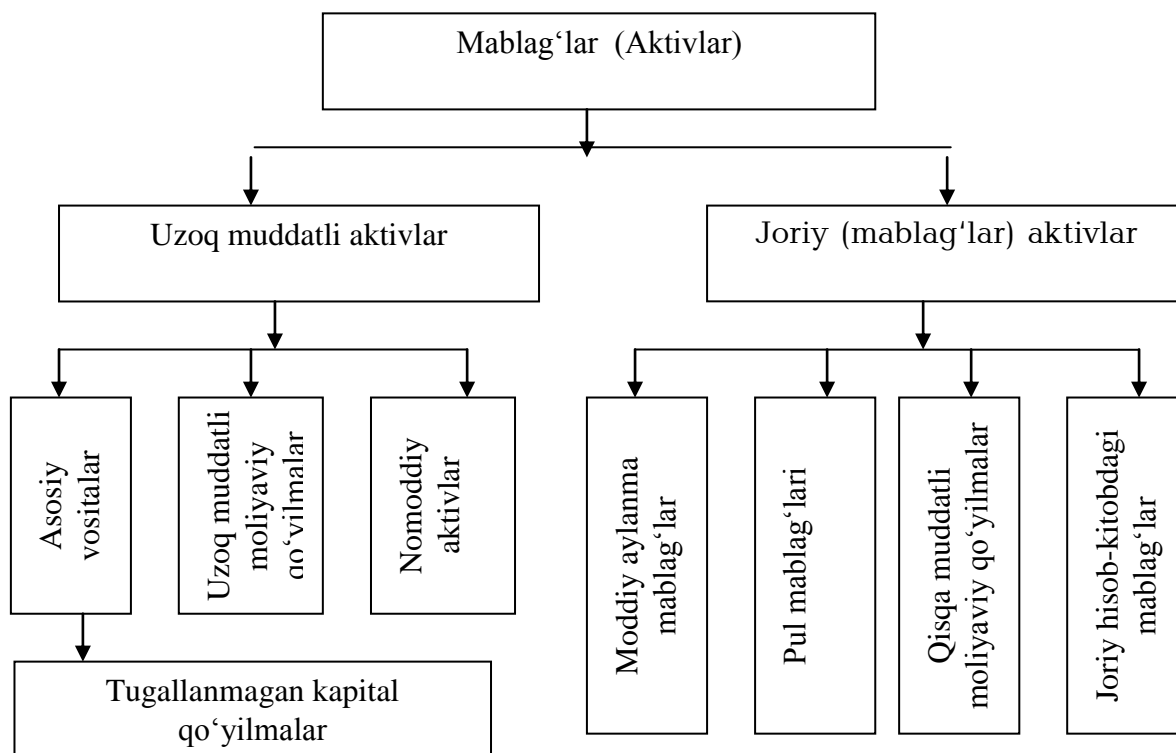 Mablag‘lar (Aktivlar)
Uzoq muddatli aktivlar
Joriy (mablag‘lar) aktivlar
Asosiy
vositalar
Uzoq muddatli
moliyaviy
qo‘yilmalar
Nomoddiy
aktivlar
Moddiy aylanma
mablag‘lar
Pul mablag‘lari
Qisqa muddatli
moliyaviy qo‘yilmalar
Joriy hisob-kitobdagi
mablag‘lar
Tugallanmagan kapital
qo‘yilmalar